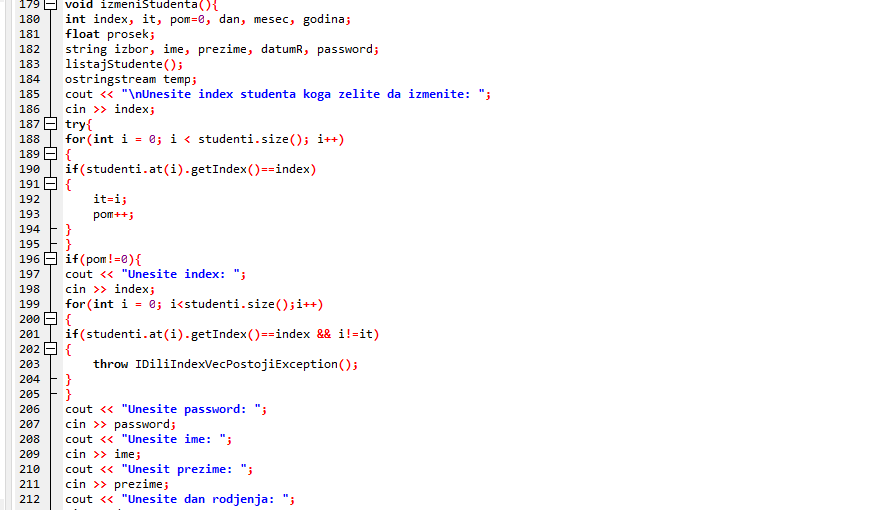 179 void izmeniStudenta(){
180 int index, it, pom=0, dan, mesec, godina;
181 float prosek;
182 string izbor, ime, prezime, datumR, password;
183 listajStudente();
184 ostringstream temp;
185 cout << "\nUnesite index studenta koga zelite da izmenite: ";
186 cin >> index;
187 try{
188 for(int i = 0; i < studenti.size(); i++)
189 {
190 if(studenti.at(i).getIndex()==index)
191 {
192     it=i;
193     pom++;
194 }
195 }
196 if(pom!=0){
197 cout << "Unesite index: ";
198 cin >> index;
199 for(int i = 0; i<studenti.size();i++)
200 {
201 if(studenti.at(i).getIndex()==index && i!=it)
202 {
203     throw IDiliIndexVecPostojiException();
204 }
205 }
206 cout << "Unesite password: ";
207 cin >> password;
208 cout << "Unesite ime: ";
209 cin >> ime;
210 cout << "Unesit prezime: ";
211 cin >> prezime;
212 cout << "Unesite dan rodjenja: ";